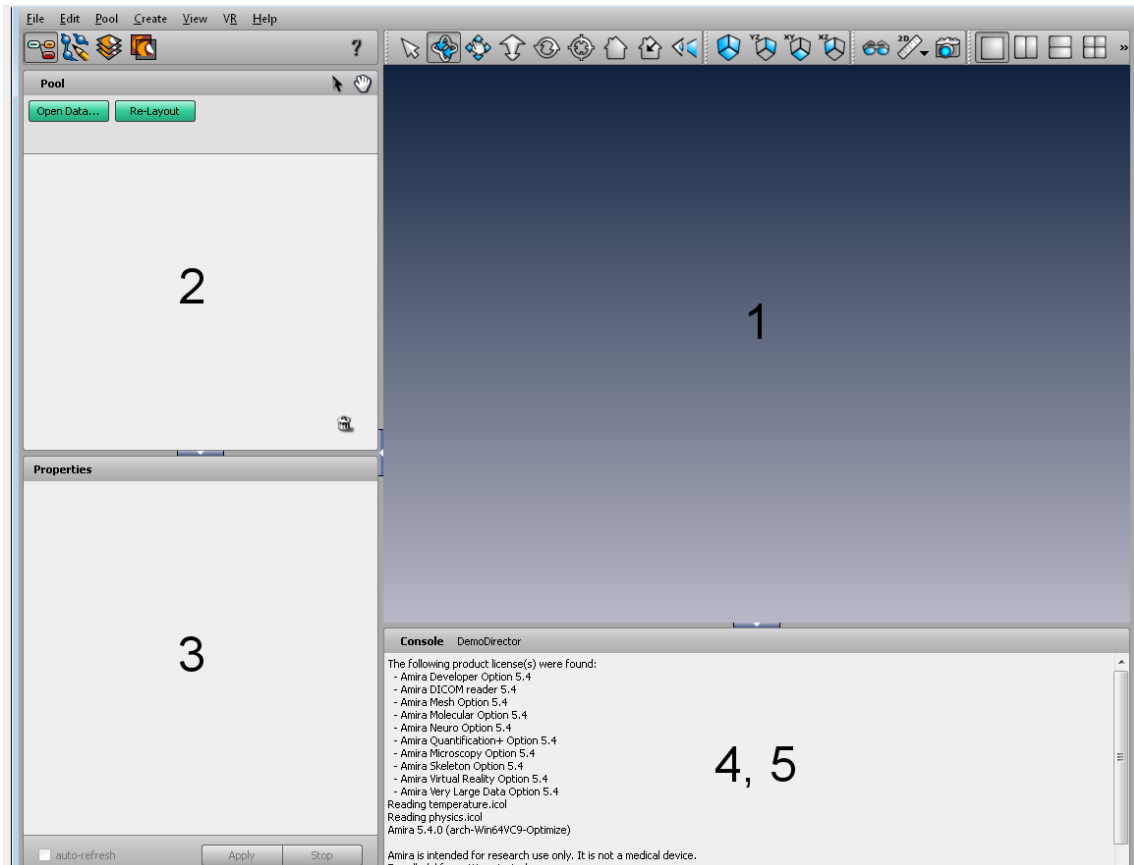 File Edit Pool Create View VR Help
? YZ XY XZ 2D »
Pool
Open Data... Re-Layout
2
1
Properties
3
Console DemoDirector
The following product license(s) were found:
- Amira Developer Option 5.4
- Amira DICOM reader 5.4
- Amira Mesh Option 5.4
- Amira Molecular Option 5.4
- Amira Neuro Option 5.4
- Amira Quantification+ Option 5.4
- Amira Microscopy Option 5.4
- Amira Skeleton Option 5.4
- Amira Virtual Reality Option 5.4
- Amira Very Large Data Option 5.4
4, 5
Reading temperature.icol
Reading physics.icol
Amira 5.4.0 (arch-Win64VC9-Optimize)
Amira is intended for research use only. It is not a medical device.
auto-refresh Apply Stop